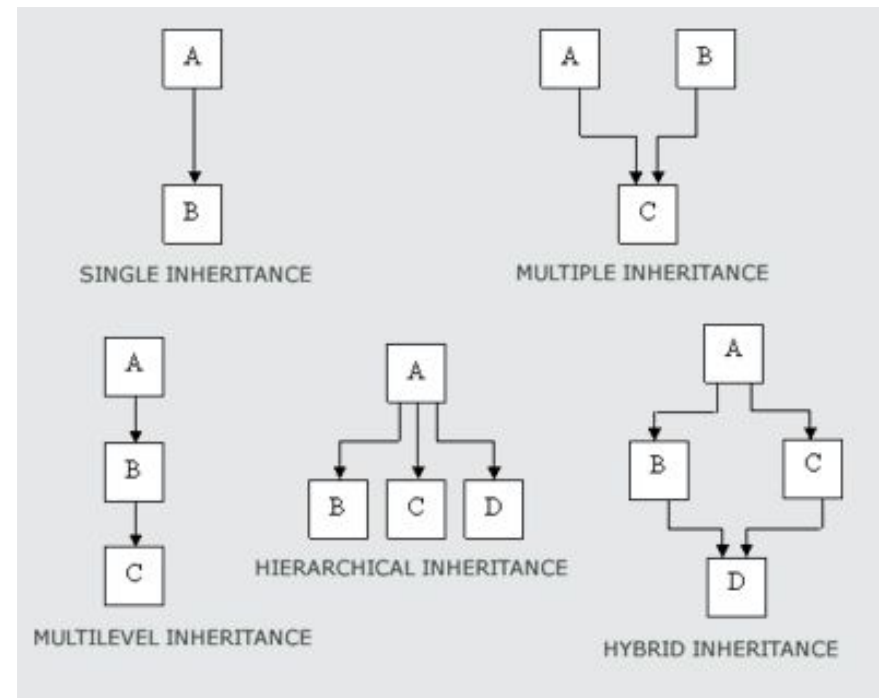 A
B
SINGLE INHERITANCE
A B
C
MULTIPLE INHERITANCE
A
B
C
MULTILEVEL INHERITANCE
A
B C D
HIERARCHICAL INHERITANCE
A
B C
D
HYBRID INHERITANCE